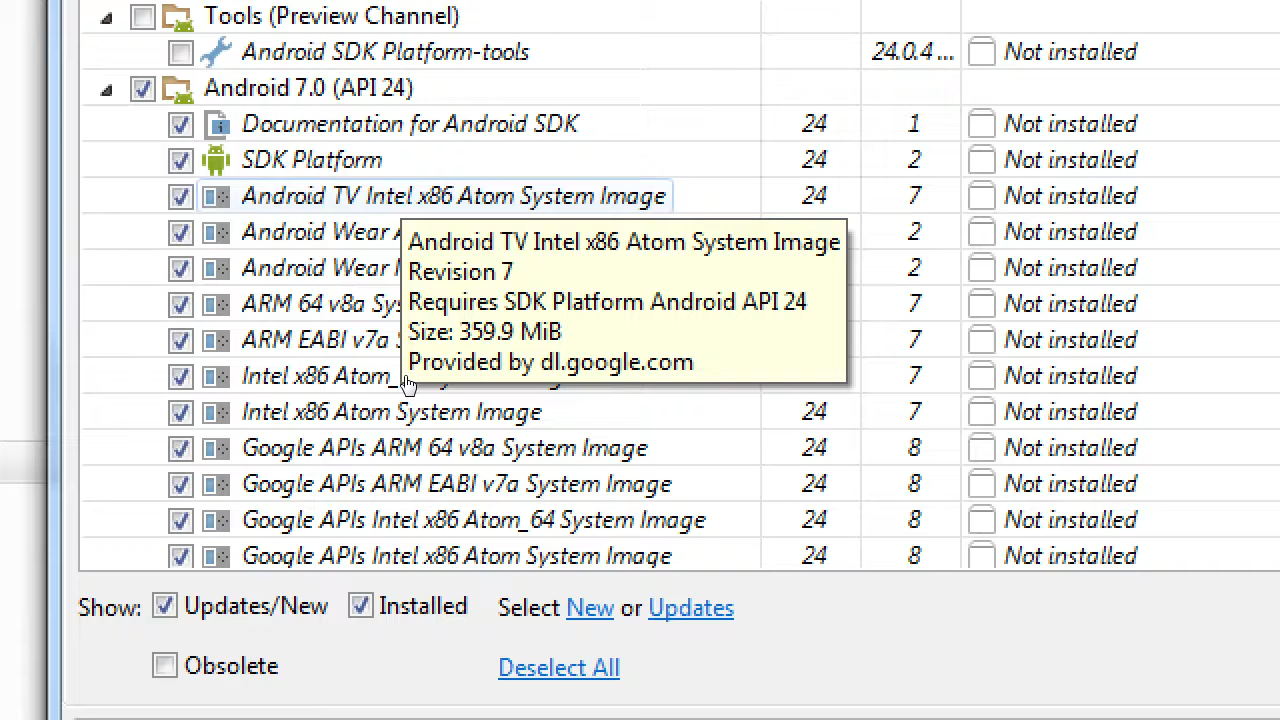 Tools (Preview Channel)
Android SDK Platform-tools 24.0.4 ... Not installed
Android 7.0 (API 24)
Documentation for Android SDK 24 1 Not installed
SDK Platform 24 2 Not installed
Android TV Intel x86 Atom System Image 24 7 Not installed
Android Wear 2 Not installed
Android Wear 2 Not installed
ARM 64 v8a 7 Not installed
ARM EABI v7a 7 Not installed
Intel x86 Atom_ 7 Not installed
Android TV Intel x86 Atom System Image
Revision 7
Requires SDK Platform Android API 24
Size: 359.9 MiB
Provided by dl.google.com
Intel x86 Atom System Image 24 7 Not installed
Google APIs ARM 64 v8a System Image 24 8 Not installed
Google APIs ARM EABI v7a System Image 24 8 Not installed
Google APIs Intel x86 Atom_64 System Image 24 8 Not installed
Google APIs Intel x86 Atom System Image 24 8 Not installed
Show: Updates/New Installed Select New or Updates
Obsolete Deselect All